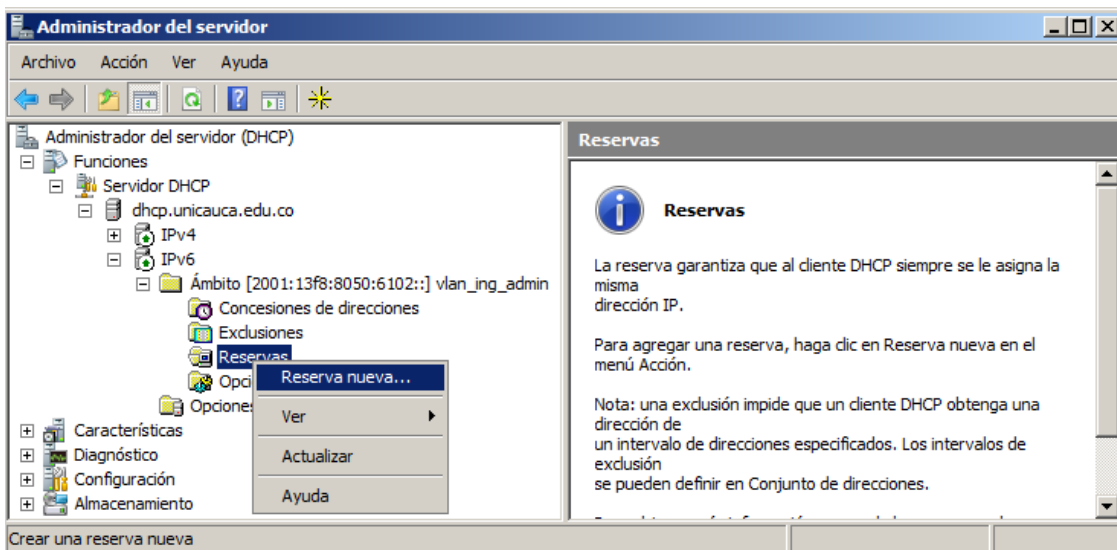 Administrador del servidor
Archivo Acción Ver Ayuda
Administrador del servidor (DHCP)
Funciones
Servidor DHCP
dhcp.unicauca.edu.co
IPv4
IPv6
Ámbito [2001:13f8:8050:6102::] vlan_ing_admin
Concesiones de direcciones
Exclusiones
Reservas
Opci
Opciones
Características
Diagnóstico
Configuración
Almacenamiento
Reserva nueva...
Ver
Actualizar
Ayuda
Reservas
Reservas
La reserva garantiza que al cliente DHCP siempre se le asigna la
misma
dirección IP.
Para agregar una reserva, haga clic en Reserva nueva en el
menú Acción.
Nota: una exclusión impide que un cliente DHCP obtenga una
dirección de
un intervalo de direcciones especificados. Los intervalos de
exclusión
se pueden definir en Conjunto de direcciones.
Crear una reserva nueva